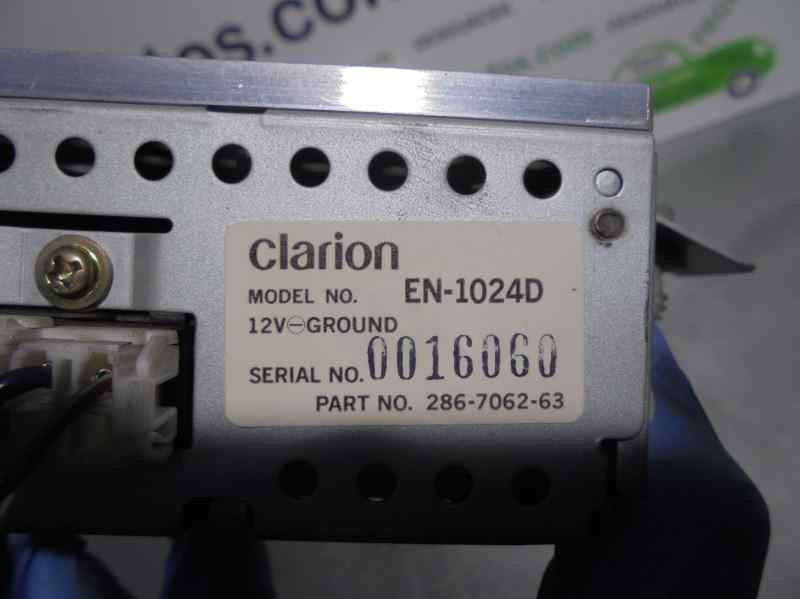 clarion
MODEL NO. EN-1024D
12V⊖GROUND
SERIAL NO. 0016060
PART NO. 286-7062-63